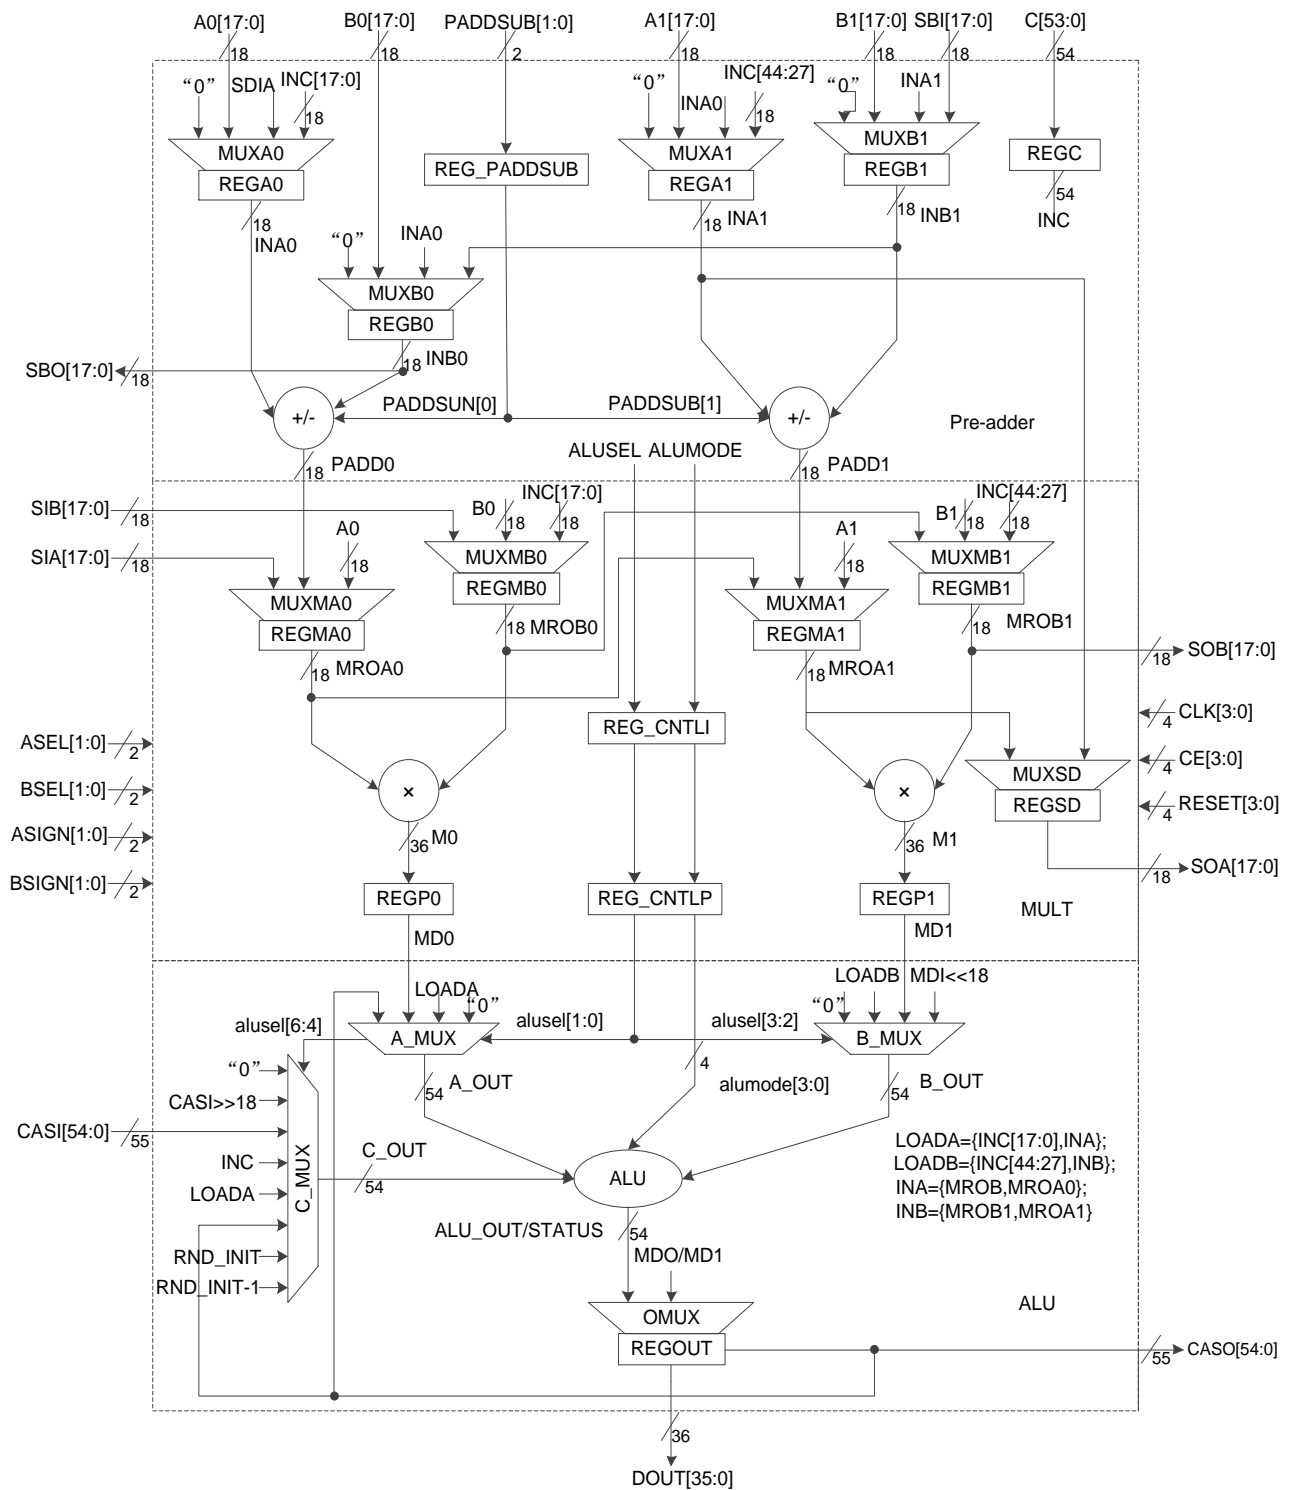 A0[17:0] B0[17:0] PADDSUB[1:0] A1[17:0] B1[17:0] SBI[17:0] C[53:0]
18 18 2 18 18 18 54
“0” SDIA INC[17:0] “0” INA0 INC[44:27] “0” INA1
18 18
MUXA0 MUXA1 MUXB1
REGA0 REG_PADDSUB REGA1 REGB1 REGC
18 18 INA1 18 INB1 54
INA0 INC
“0” INA0
MUXB0
REGB0
18 INB0
SBO[17:0] 18
PADDSUN[0] PADDSUB[1]
+/- +/-
Pre-adder
ALUSEL ALUMODE
18 PADD0 18 PADD1
SIB[17:0] 18 B0 18 INC[17:0] 18 B1 18 INC[44:27] 18
A0 18 A1 18
SIA[17:0] 18 MUXMB0 MUXMB1
REGMB0 REGMB1
MUXMA0 MUXMA1
REGMA0 18 MROB0 REGMA1 18 MROB1
18 MROA0 18 MROA1 18 SOB[17:0]
CLK[3:0] 4
REG_CNTLI
ASEL[1:0] 2
CE[3:0] 4
MUXSD
BSEL[1:0] 2 × ×
REGSD RESET[3:0] 4
ASIGN[1:0] 2 36 M0 36 M1
18 SOA[17:0]
BSIGN[1:0] 2
REGP0 REG_CNTLP REGP1
MULT
MD0 MD1
LOADA “0” “0” LOADB MDI<<18
alusel[6:4] alusel[1:0] alusel[3:2]
A_MUX B_MUX
“0” 4
54 A_OUT alumode[3:0] 54 B_OUT
CASI>>18
CASI[54:0] 55
LOADA={INC[17:0],INA};
LOADB={INC[44:27],INB};
INA={MROB,MROA0};
INB={MROB1,MROA1}
C_OUT
INC
C_MUX
54
ALU
LOADA
ALU_OUT/STATUS 54
RND_INIT
MDO/MD1
RND_INIT-1
ALU
OMUX
REGOUT
55 CASO[54:0]
36
DOUT[35:0]